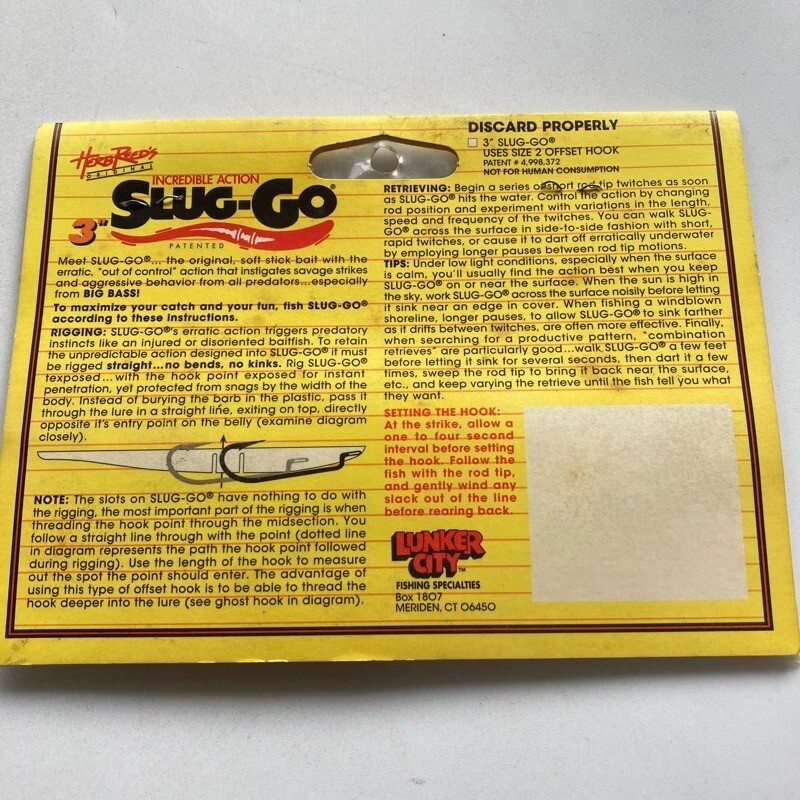 HERB REED'S
ORIGINAL
INCREDIBLE ACTION
SLUG-GO®
3"
PATENTED
Meet SLUG-GO®... the original, soft stick bait with the
erratic, "out of control" action that instigates savage strikes
and aggressive behavior from all predators...especially
from BIG BASS!
To maximize your catch and your fun, fish SLUG-GO®
according to these instructions.
RIGGING: SLUG-GO®'s erratic action triggers predatory
instincts like an injured or disoriented baitfish. To retain
the unpredictable action designed into SLUG-GO® it must
be rigged straight...no bends, no kinks. Rig SLUG-GO®
texposed...with the hook point exposed for instant
penetration, yet protected from snags by the width of the
body. Instead of burying the barb in the plastic, pass it
through the lure in a straight line, exiting on top, directly
opposite it's entry point on the belly (examine diagram
closely).
NOTE: The slots on SLUG-GO® have nothing to do with
the rigging, the most important part of the rigging is when
threading the hook point through the midsection. You
follow a straight line through with the point (dotted line
in diagram represents the path the hook point followed
during rigging). Use the length of the hook to measure
out the spot the point should enter. The advantage of
using this type of offset hook is to be able to thread the
hook deeper into the lure (see ghost hook in diagram).
DISCARD PROPERLY
3" SLUG-GO®
USES SIZE 2 OFFSET HOOK
PATENT # 4,998,372
NOT FOR HUMAN CONSUMPTION
RETRIEVING: Begin a series of short rod tip twitches as soon
as SLUG-GO® hits the water. Control the action by changing
rod position and experiment with variations in the length,
speed and frequency of the twitches. You can walk SLUG-
GO® across the surface in side-to-side fashion with short,
rapid twitches, or cause it to dart off erratically underwater
by employing longer pauses between rod tip motions.
TIPS: Under low light conditions, especially when the surface
is calm, you'll usually find the action best when you keep
SLUG-GO® on or near the surface. When the sun is high in
the sky, work SLUG-GO® across the surface noisily before letting
it sink near an edge in cover. When fishing a windblown
shoreline, longer pauses, to allow SLUG-GO® to sink farther
as it drifts between twitches, are often more effective. Finally,
when searching for a productive pattern, "combination
retrieves" are particularly good...walk SLUG-GO® a few feet
before letting it sink for several seconds, then dart it a few
times, sweep the rod tip to bring it back near the surface,
etc., and keep varying the retrieve until the fish tell you what
they want.
SETTING THE HOOK:
At the strike, allow a
one to four second
interval before setting
the hook. Follow the
fish with the rod tip,
and gently wind any
slack out of the line
before rearing back.
LUNKER
CITY™
FISHING SPECIALTIES
Box 1807
MERIDEN, CT 06450